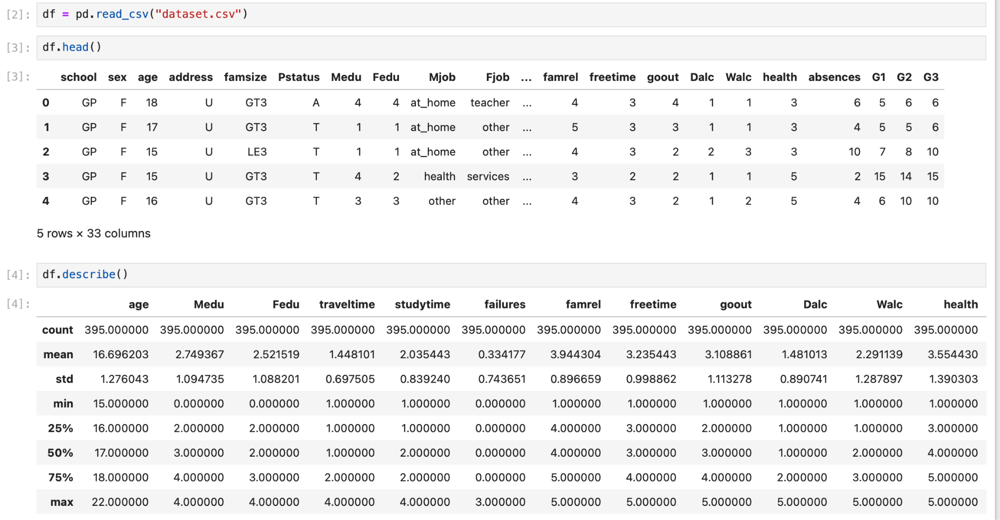 [2]: df = pd.read_csv("dataset.csv")
[3]: df.head()
[3]: school sex age address famsize Pstatus Medu Fedu Mjob Fjob ... famrel freetime goout Dalc Walc health absences G1 G2 G3
0 GP F 18 U GT3 A 4 4 at_home teacher ... 4 3 4 1 1 3 6 5 6 6
1 GP F 17 U GT3 T 1 1 at_home other ... 5 3 3 1 1 3 4 5 5 6
2 GP F 15 U LE3 T 1 1 at_home other ... 4 3 2 2 3 3 10 7 8 10
3 GP F 15 U GT3 T 4 2 health services ... 3 2 2 1 1 5 2 15 14 15
4 GP F 16 U GT3 T 3 3 other other ... 4 3 2 1 2 5 4 6 10 10
5 rows × 33 columns
[4]: df.describe()
[4]: age Medu Fedu traveltime studytime failures famrel freetime goout Dalc Walc health
count 395.000000 395.000000 395.000000 395.000000 395.000000 395.000000 395.000000 395.000000 395.000000 395.000000 395.000000 395.000000
mean 16.696203 2.749367 2.521519 1.448101 2.035443 0.334177 3.944304 3.235443 3.108861 1.481013 2.291139 3.554430
std 1.276043 1.094735 1.088201 0.697505 0.839240 0.743651 0.896659 0.998862 1.113278 0.890741 1.287897 1.390303
min 15.000000 0.000000 0.000000 1.000000 1.000000 0.000000 1.000000 1.000000 1.000000 1.000000 1.000000 1.000000
25% 16.000000 2.000000 2.000000 1.000000 1.000000 0.000000 4.000000 3.000000 2.000000 1.000000 1.000000 3.000000
50% 17.000000 3.000000 2.000000 1.000000 2.000000 0.000000 4.000000 3.000000 3.000000 1.000000 2.000000 4.000000
75% 18.000000 4.000000 3.000000 2.000000 2.000000 0.000000 5.000000 4.000000 4.000000 2.000000 3.000000 5.000000
max 22.000000 4.000000 4.000000 4.000000 4.000000 3.000000 5.000000 5.000000 5.000000 5.000000 5.000000 5.000000